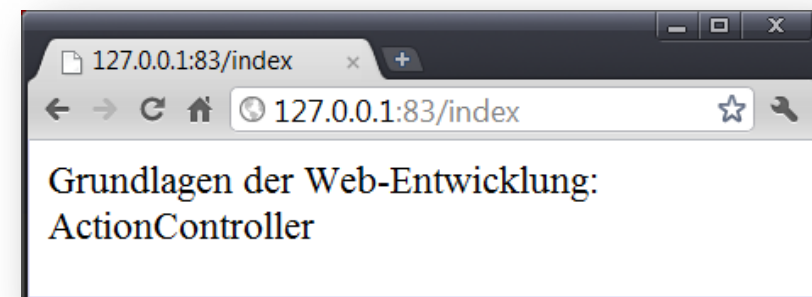 127.0.0.1:83/index
127.0.0.1:83/index
Grundlagen der Web-Entwicklung:
ActionController